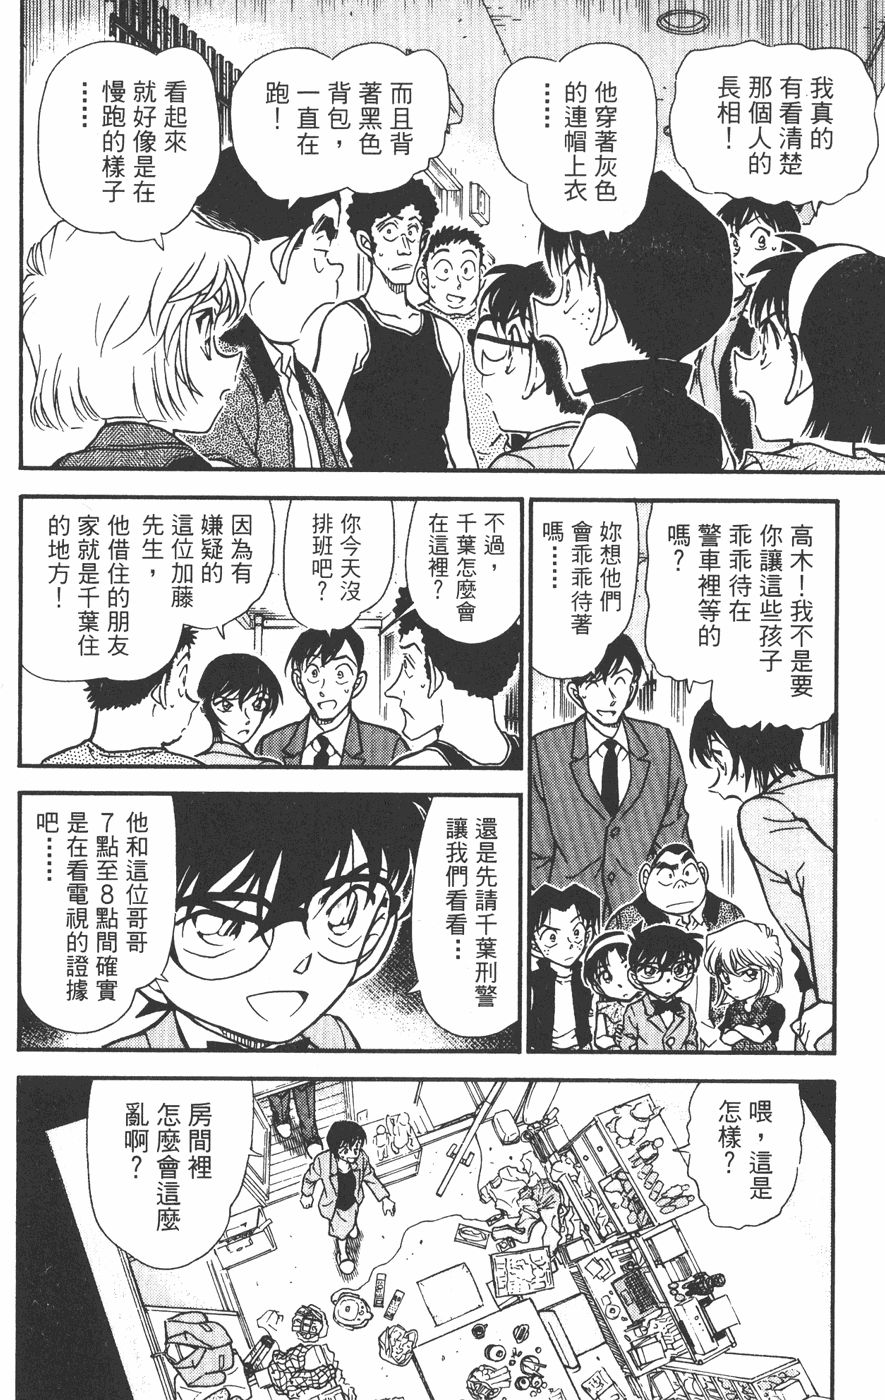 我真的
有看清楚
那個人的
長相！
他穿著灰色
的連帽上衣
……
而且背
著黑色
背包，
一直在
跑！
看起來
就好像是在
慢跑的樣子
……
高木！我不是要
你讓這些孩子
乖乖待在
警車裡等的
嗎？
妳想他們
會乖乖待著
嗎……
不過，
千葉怎麼會
在這裡？
你今天沒
排班吧？
因為有
嫌疑的
這位加藤
先生，
他借住的朋友
家就是千葉住
的地方！
還是先請千葉刑警
讓我們看看…
他和這位哥哥
7點至8點間確實
是在看電視的證據
吧……
喂，這是
怎樣？
房間裡
怎麼會這麼
亂啊？